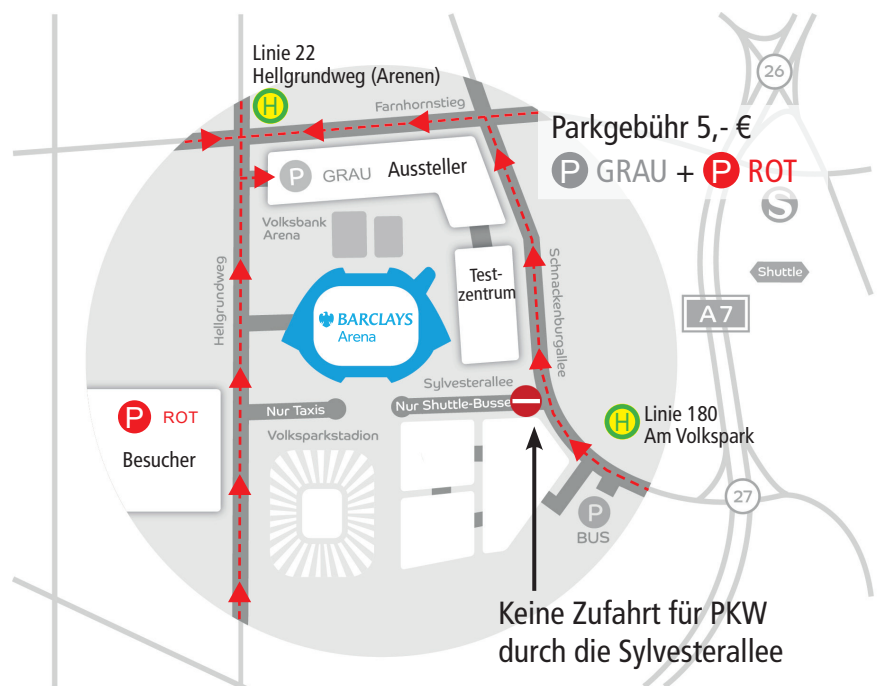 Linie 22
Hellgrundweg (Arenen)
H
Farnhornstieg
26
Parkgebühr 5,- €
P GRAU + P ROT
P GRAU Aussteller
S
Volksbank
Arena
Test-
zentrum
Shuttle
Hellgrundweg
Schnackenburgallee
BARCLAYS
Arena
A 7
Sylvesterallee
P ROT
Besucher
Nur Taxis
Nur Shuttle-Busse
H
Linie 180
Am Volkspark
Volksparkstadion
27
P
BUS
Keine Zufahrt für PKW
durch die Sylvesterallee